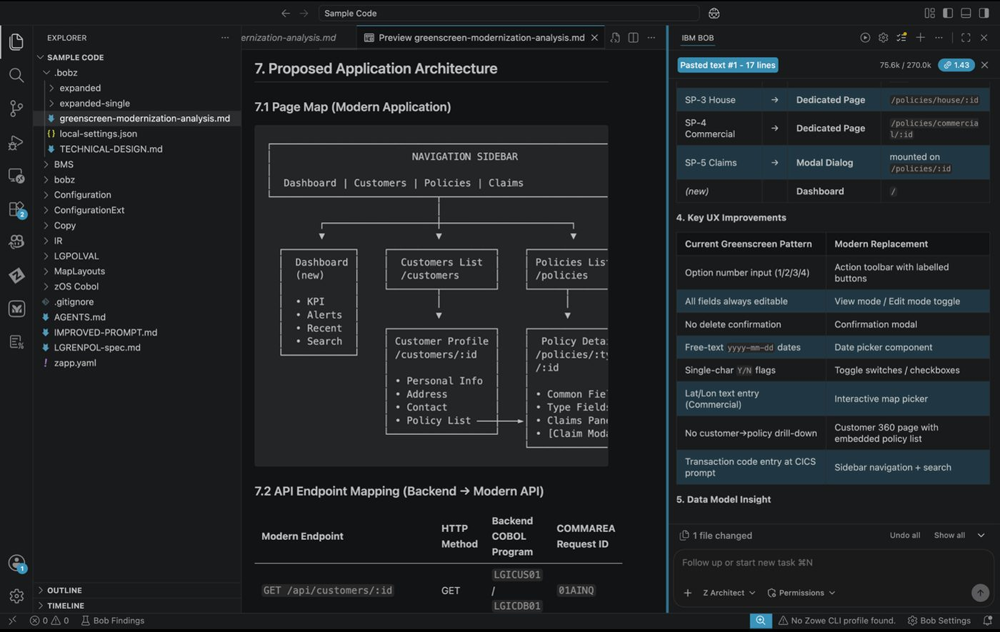 Sample Code
EXPLORER
SAMPLE CODE
.bobz
expanded
expanded-single
greenscreen-modernization-analysis.md
{} local-settings.json
TECHNICAL-DESIGN.md
BMS
bobz
Configuration
ConfigurationExt
Copy
IR
LGPOLVAL
MapLayouts
zOS Cobol
.gitignore
AGENTS.md
IMPROVED-PROMPT.md
LGRENPOL-spec.md
! zapp.yaml
OUTLINE
TIMELINE
2
1
ernization-analysis.md
Preview greenscreen-modernization-analysis.md
7. Proposed Application Architecture
7.1 Page Map (Modern Application)
NAVIGATION SIDEBAR
Dashboard | Customers | Policies | Claims
Dashboard
(new)
• KPI
• Alerts
• Recent
• Search
Customers List
/customers
Policies Lis
/policies
Customer Profile
/customers/:id
• Personal Info
• Address
• Contact
• Policy List
Policy Deta
/policies/:ty
/:id
• Common Fie
• Type Fields
• Claims Pan
• [Claim Moda
7.2 API Endpoint Mapping (Backend → Modern API)
Modern Endpoint
HTTP
Method
Backend
COBOL
Program
COMMAREA
Request ID
GET /api/customers/:id
GET
LGICUS01
/
LGICDB01
01AINQ
IBM BOB
Pasted text #1 - 17 lines
75.6k / 270.0k
1.43
SP-3 House → Dedicated Page /policies/house/:id
SP-4
Commercial
→ Dedicated Page
/policies/commercia
l/:id
SP-5 Claims → Modal Dialog
mounted on
/policies/:id
(new) Dashboard /
4. Key UX Improvements
Current Greenscreen Pattern Modern Replacement
Option number input (1/2/3/4)
Action toolbar with labelled
buttons
All fields always editable View mode / Edit mode toggle
No delete confirmation Confirmation modal
Free-text yyyy-mm-dd dates Date picker component
Single-char Y/N flags Toggle switches / checkboxes
Lat/Lon text entry
(Commercial)
Interactive map picker
No customer→policy drill-down
Customer 360 page with
embedded policy list
Transaction code entry at CICS
prompt
Sidebar navigation + search
5. Data Model Insight
1 file changed
Undo all Show all
Follow up or start new task ⌘N
Z Architect Permissions
0 0 Bob Findings
No Zowe CLI profile found. Bob Settings